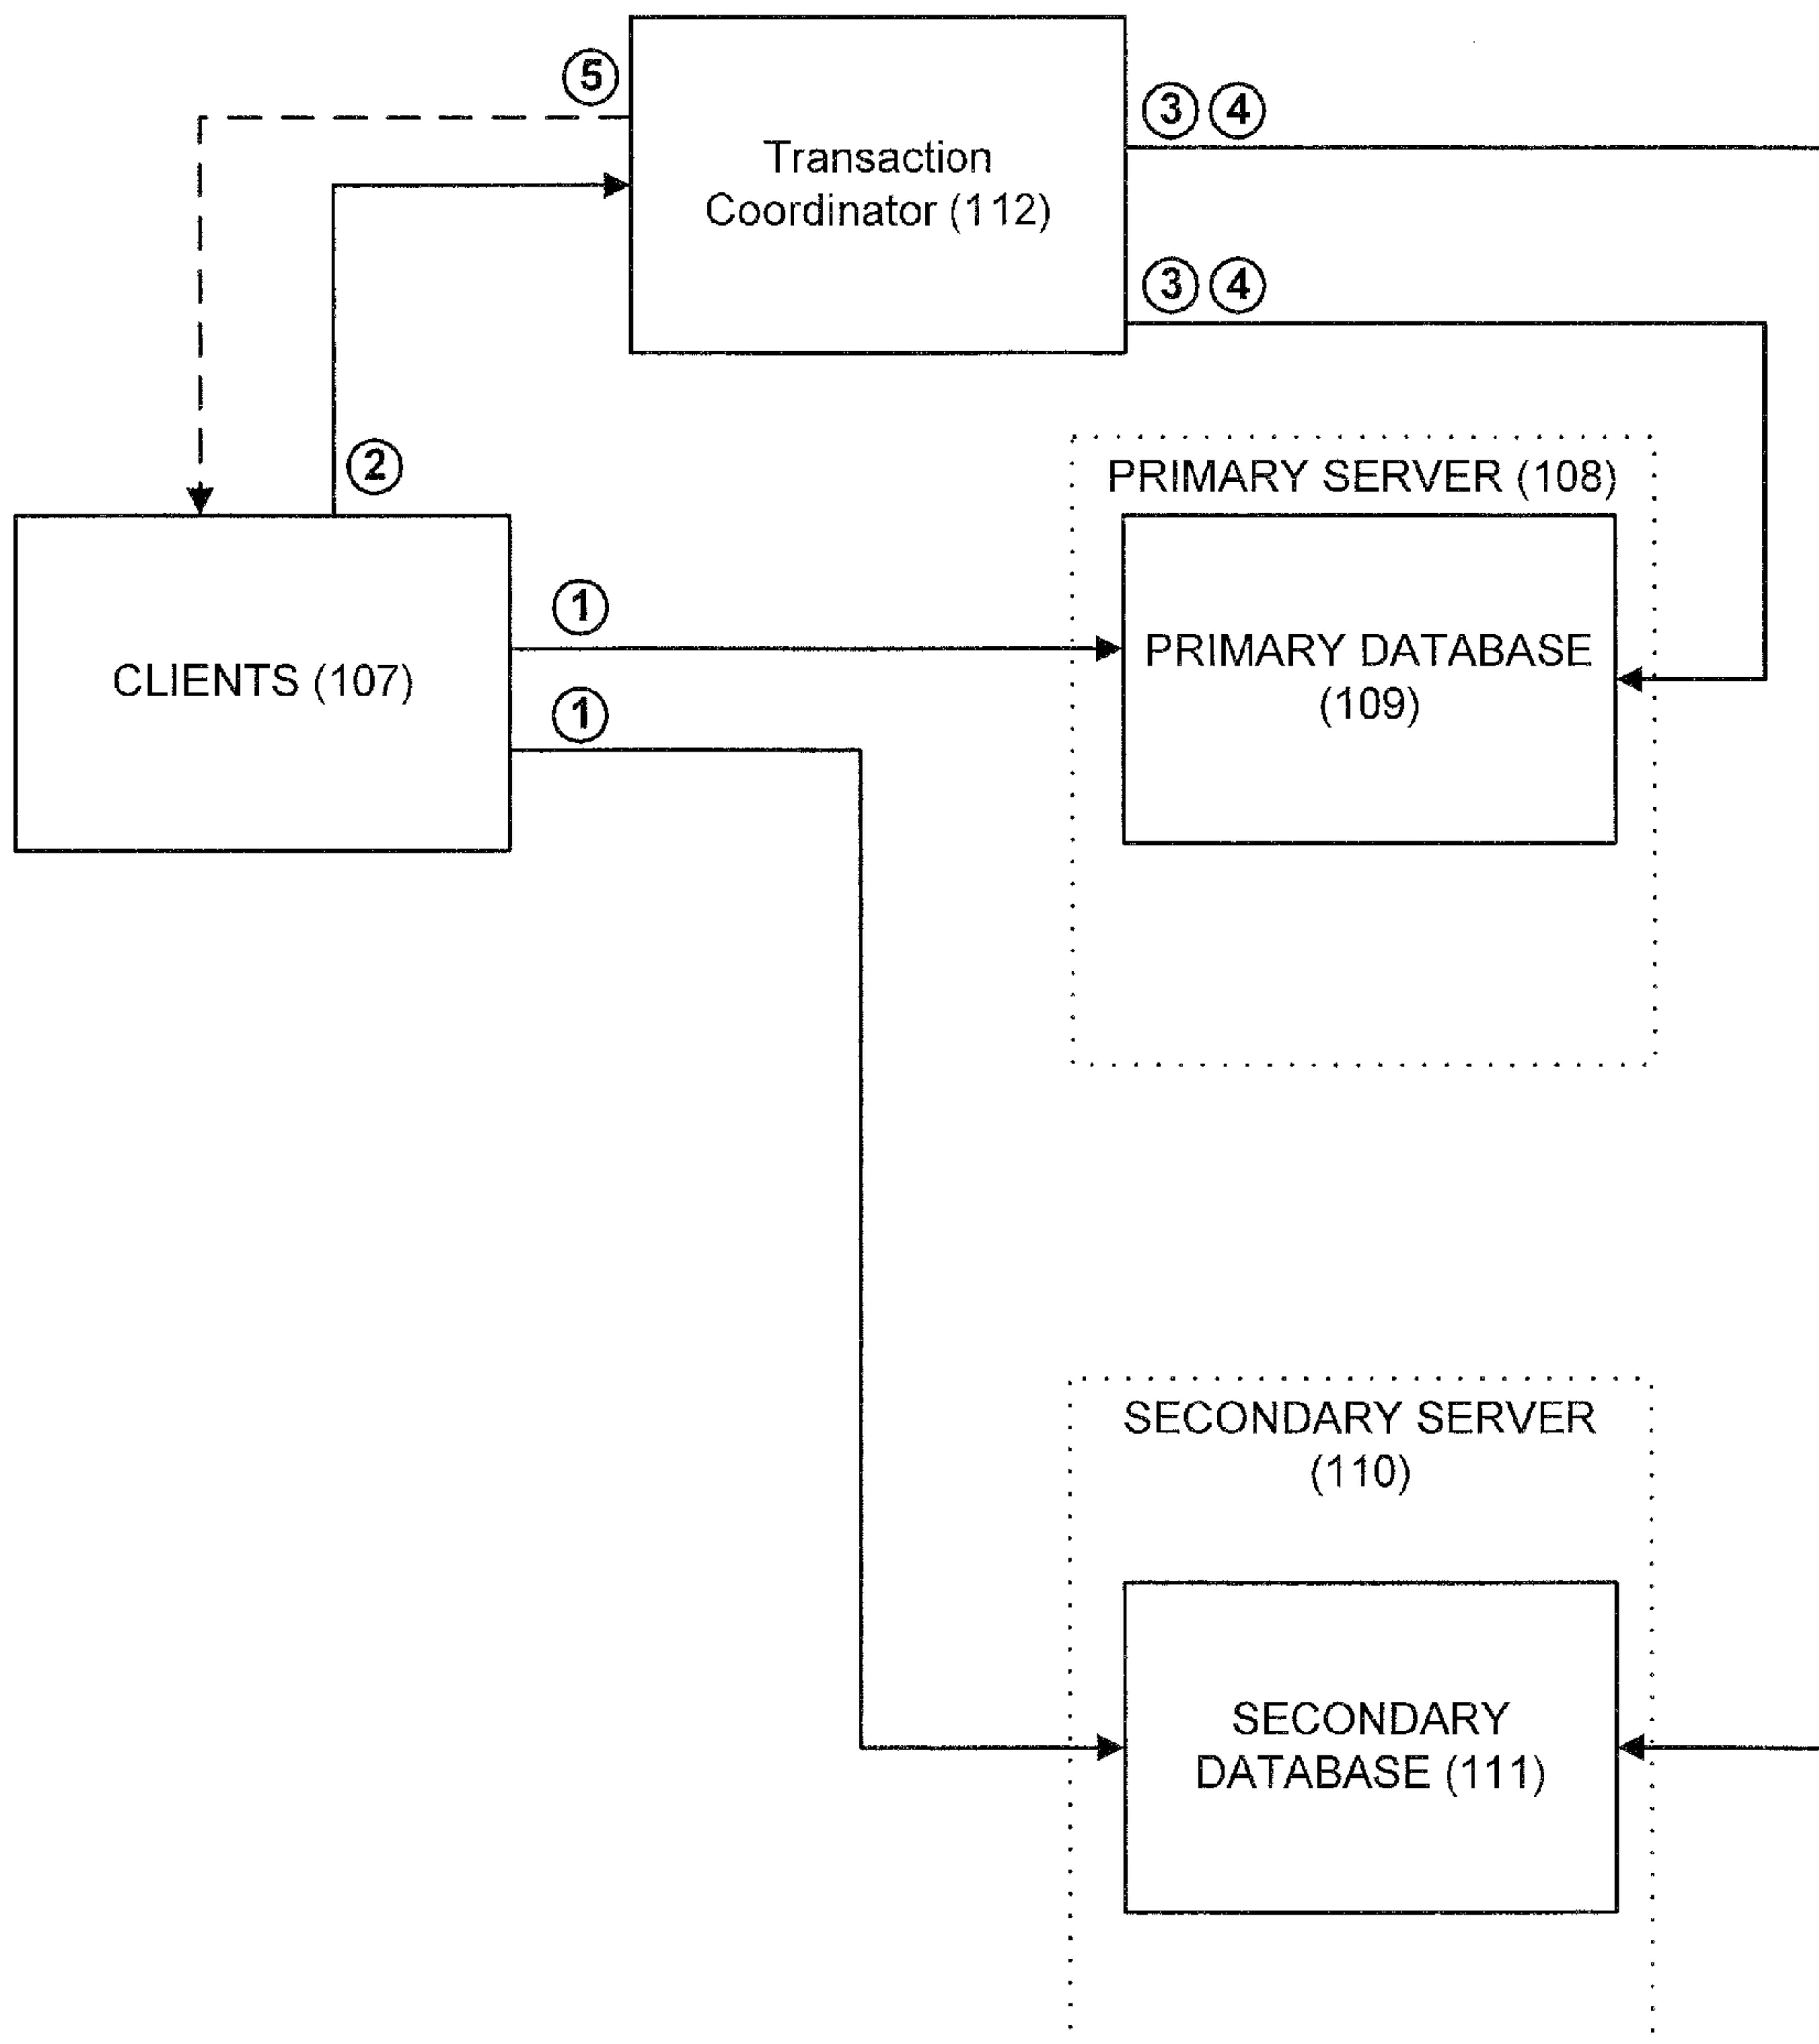 ⑤
③ ④
Transaction
Coordinator (112)
③ ④
②
PRIMARY SERVER (108)
①
CLIENTS (107)
PRIMARY DATABASE
(109)
①
SECONDARY SERVER
(110)
SECONDARY
DATABASE (111)